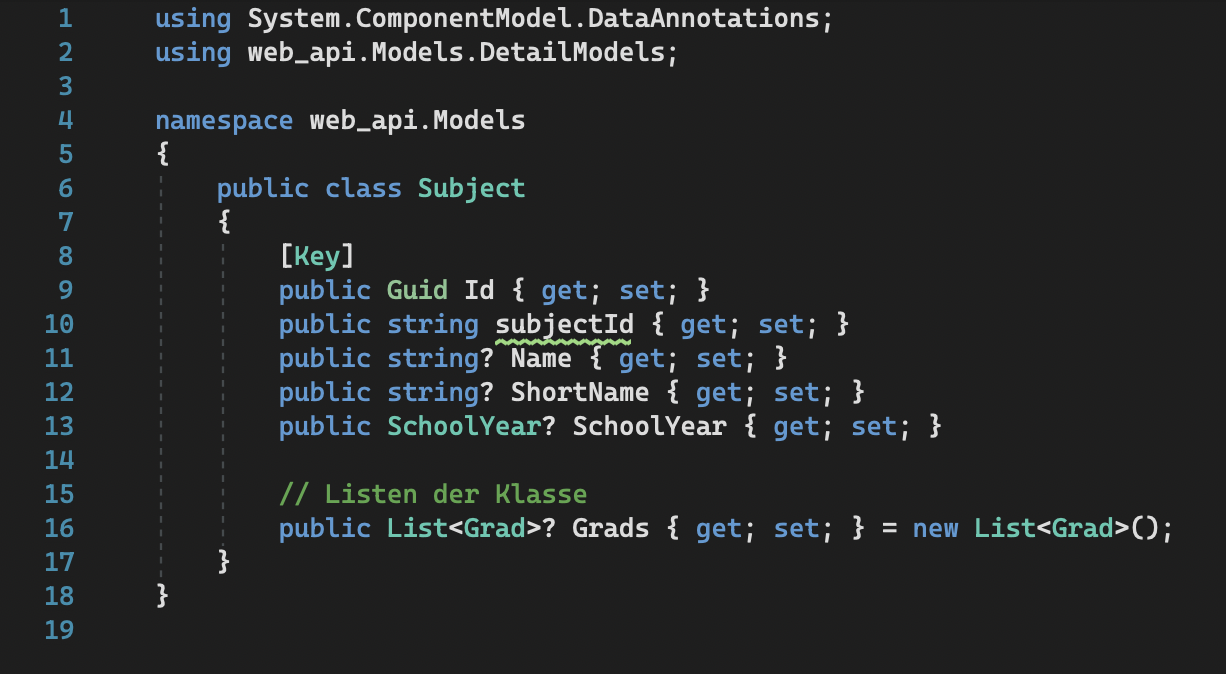 1 using System.ComponentModel.DataAnnotations;
2 using web_api.Models.DetailModels;
3
4 namespace web_api.Models
5 {
6 public class Subject
7 {
8 [Key]
9 public Guid Id { get; set; }
10 public string subjectId { get; set; }
11 public string? Name { get; set; }
12 public string? ShortName { get; set; }
13 public SchoolYear? SchoolYear { get; set; }
14
15 // Listen der Klasse
16 public List<Grad>? Grads { get; set; } = new List<Grad>();
17 }
18 }
19